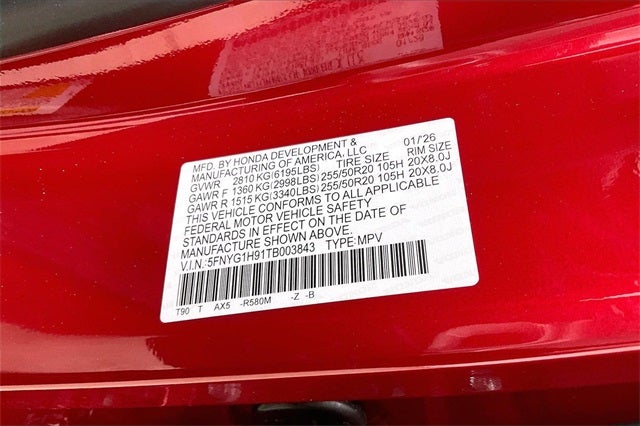 MFD. BY HONDA DEVELOPMENT &
MANUFACTURING OF AMERICA, LLC 01/'26
GVWR 2810 KG(6195LBS) TIRE SIZE RIM SIZE
GAWR F 1360 KG(2998LBS) 255/50R20 105H 20X8.0J
GAWR R 1515 KG(3340LBS) 255/50R20 105H 20X8.0J
THIS VEHICLE CONFORMS TO ALL APPLICABLE
FEDERAL MOTOR VEHICLE SAFETY
STANDARDS IN EFFECT ON THE DATE OF
MANUFACTURE SHOWN ABOVE.
V.I.N.:5FNYG1H91TB003843 TYPE:MPV
T90 T AX5 -R580M -Z -B